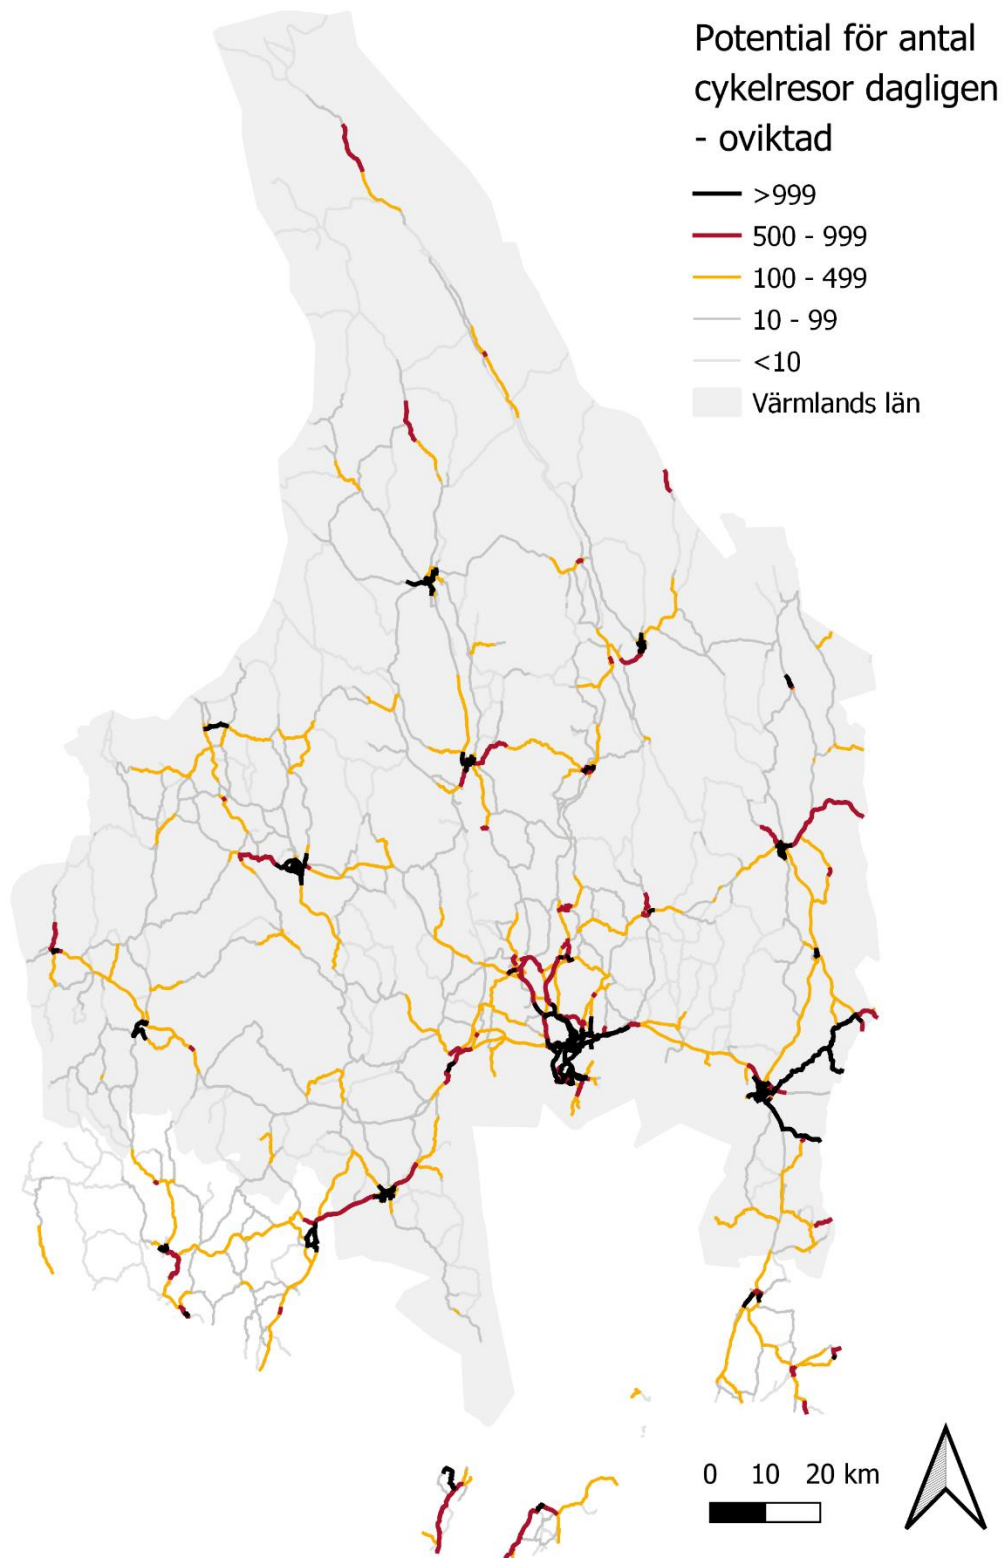 Potential för antal
cykelresor dagligen
- oviktad
>999
500 - 999
100 - 499
10 - 99
<10
Värmlands län
0 10 20 km